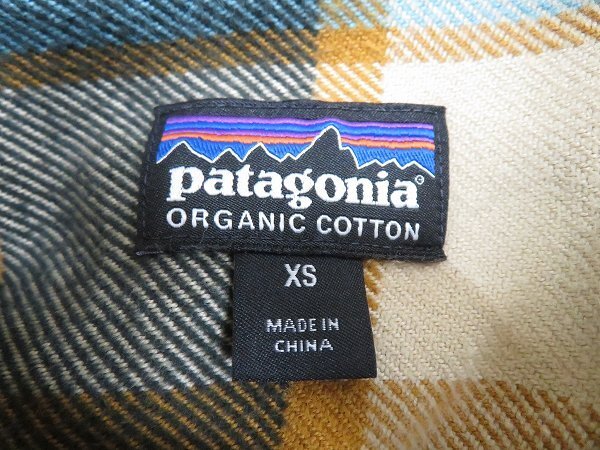 patagonia®
ORGANIC COTTON
XS
MADE IN
CHINA